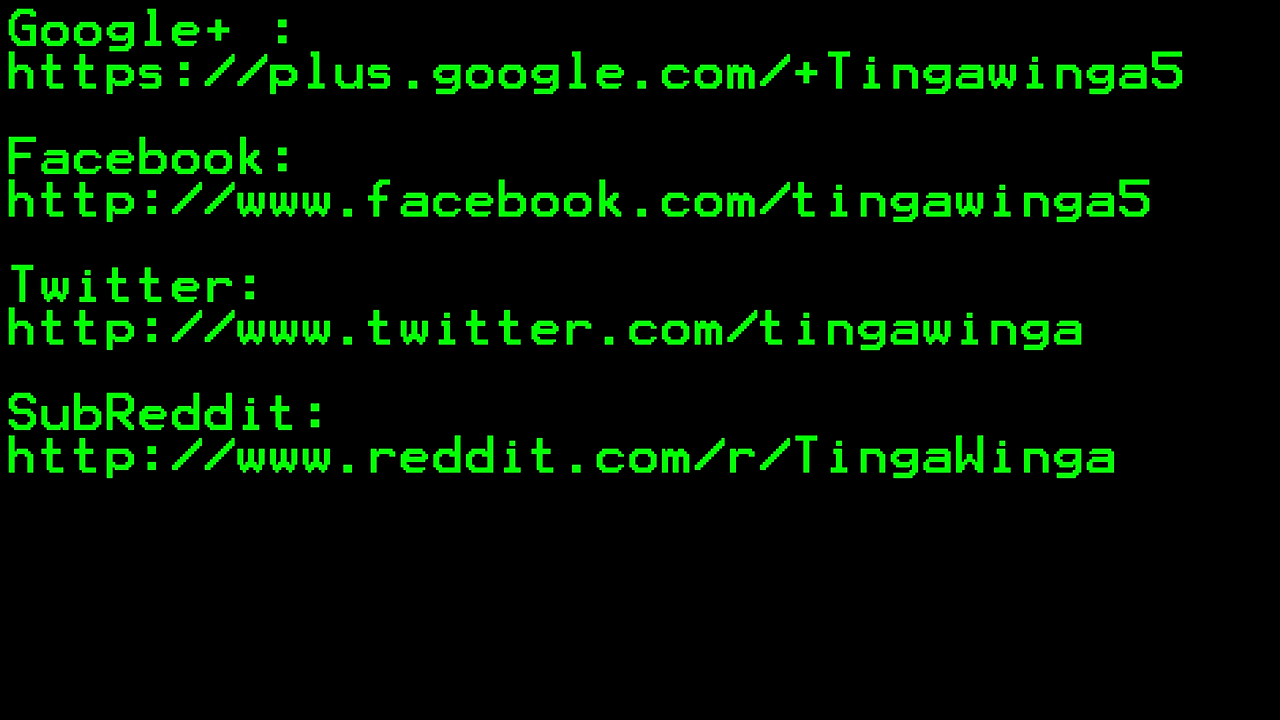 Google+ :
https://plus.google.com/+Tingawinga5
Facebook:
http://www.facebook.com/tingawinga5
Twitter:
http://www.twitter.com/tingawinga
SubReddit:
http://www.reddit.com/r/TingaWinga